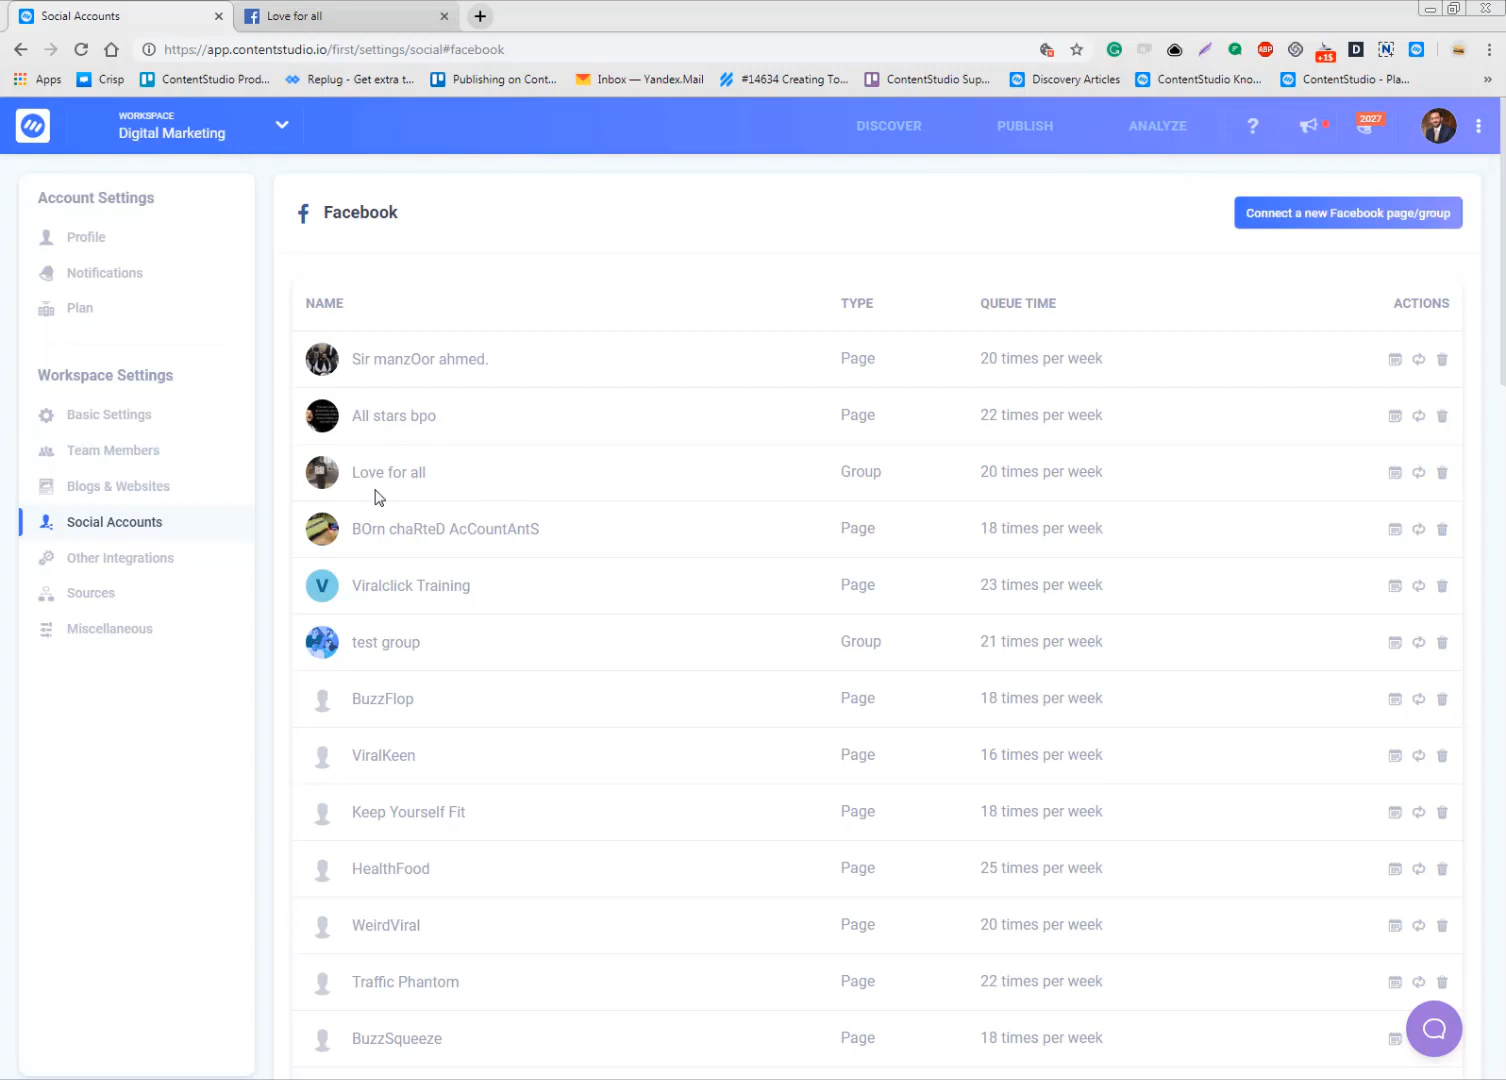 Social Accounts
Love for all
https://app.contentstudio.io/first/settings/social#facebook
ABP
+1$
D
N
Apps
Crisp
ContentStudio Prod...
Replug - Get extra t...
Publishing on Cont...
Inbox — Yandex.Mail
#14634 Creating To...
ContentStudio Sup...
Discovery Articles
ContentStudio Kno...
ContentStudio - Pla...
WORKSPACE
Digital Marketing
DISCOVER
PUBLISH
ANALYZE
?
2027
Account Settings
Profile
Notifications
Plan
Workspace Settings
Basic Settings
Team Members
Blogs & Websites
Social Accounts
Other Integrations
Sources
Miscellaneous
Facebook
Connect a new Facebook page/group
NAME TYPE QUEUE TIME ACTIONS
Sir manzOor ahmed. Page 20 times per week
All stars bpo Page 22 times per week
Love for all Group 20 times per week
BOrn chaRteD AcCountAntS Page 18 times per week
V Viralclick Training Page 23 times per week
test group Group 21 times per week
BuzzFlop Page 18 times per week
ViralKeen Page 16 times per week
Keep Yourself Fit Page 18 times per week
HealthFood Page 25 times per week
WeirdViral Page 20 times per week
Traffic Phantom Page 22 times per week
BuzzSqueeze Page 18 times per week